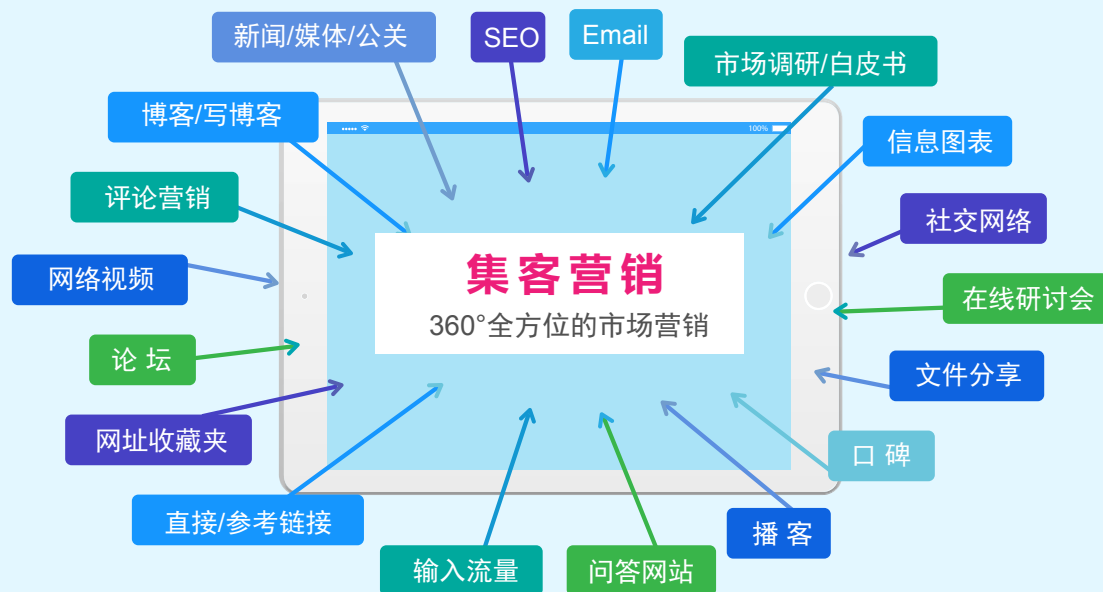 新闻/媒体/公关
SEO
Email
市场调研/白皮书
博客/写博客
100%
信息图表
评论营销
社交网络
集客营销
网络视频
在线研讨会
360°全方位的市场营销
论 坛
文件分享
网址收藏夹
口 碑
直接/参考链接
播 客
输入流量
问答网站